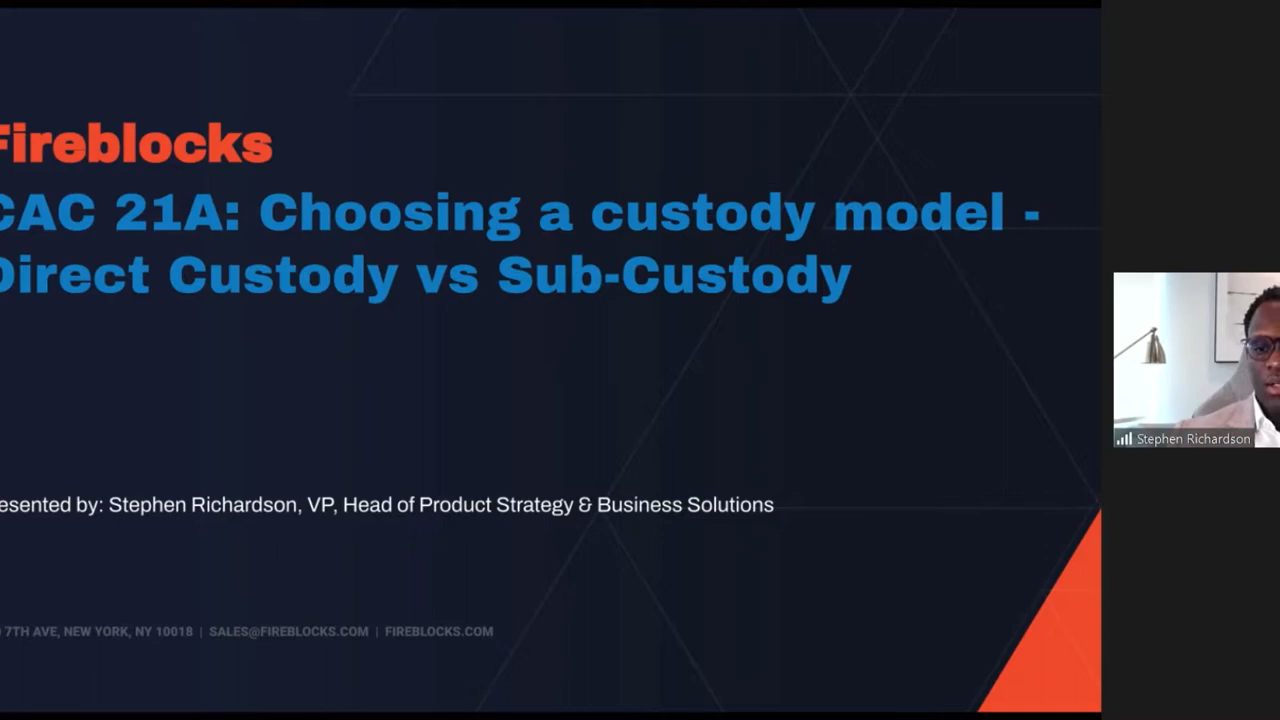 Fireblocks
CAC 21A: Choosing a custody model -
Direct Custody vs Sub-Custody
esented by: Stephen Richardson, VP, Head of Product Strategy & Business Solutions
7TH AVE, NEW YORK, NY 10018 | SALES@FIREBLOCKS.COM | FIREBLOCKS.COM
Stephen Richardson